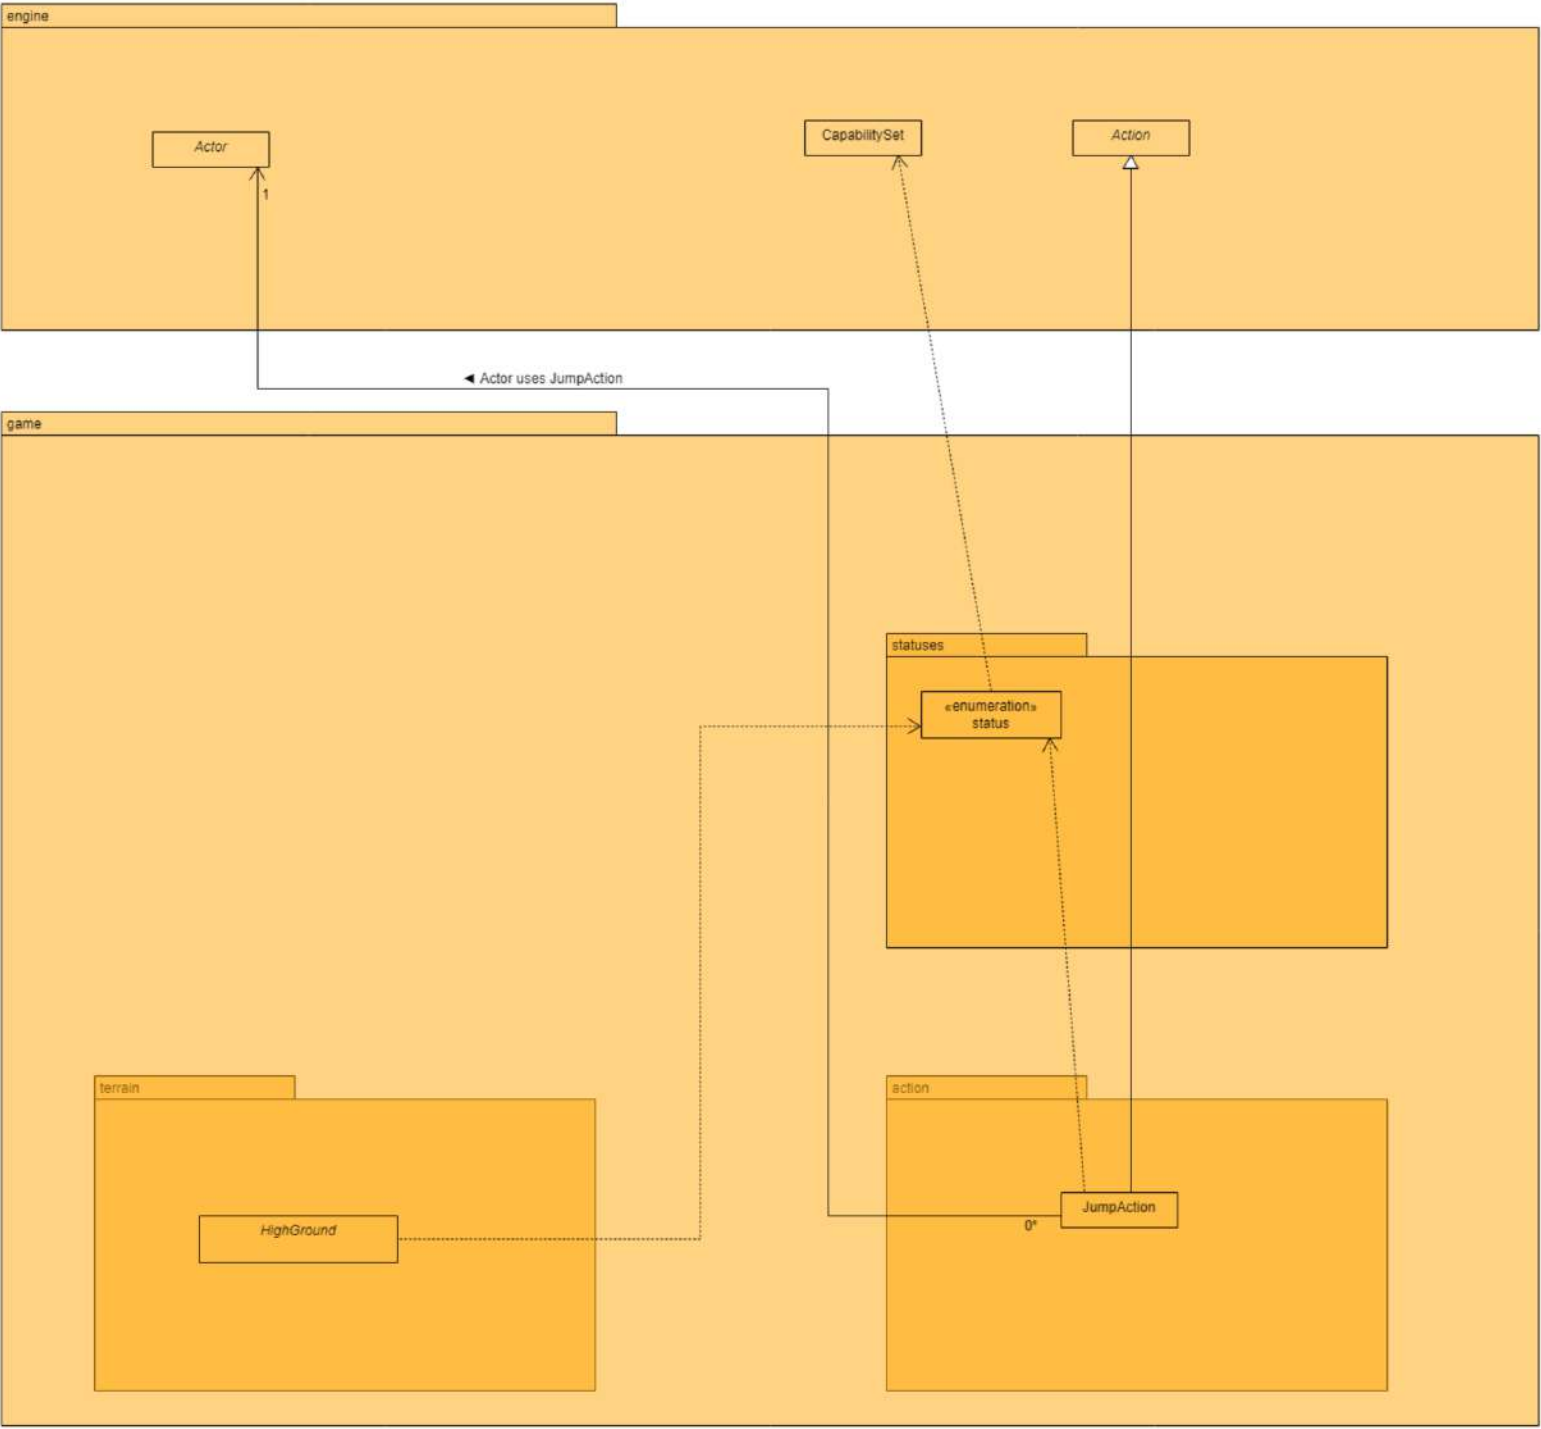 engine
Actor
CapabilitySet
Action
1
◄ Actor uses JumpAction
game
statuses
«enumeration»
status
terrain
action
HighGround
JumpAction
0*